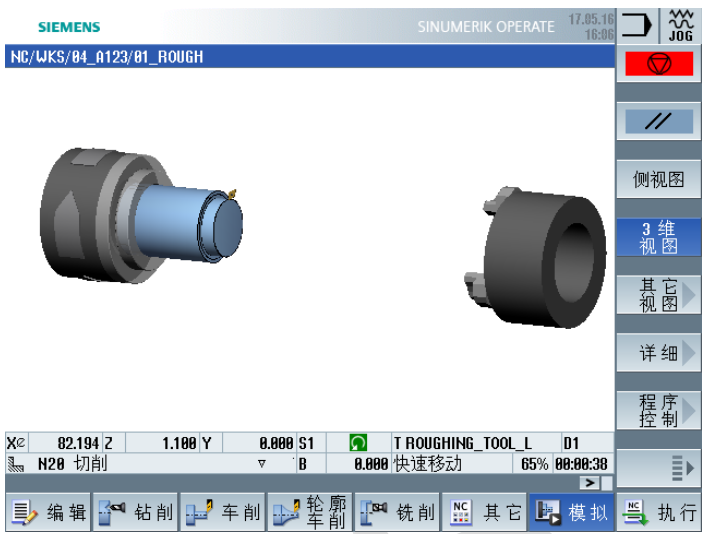 SIEMENS
SINUMERIK OPERATE
17.05.16
16:06
JOG
NC/WKS/04_A123/01_ROUGH
侧视图
3 维
视图
其它
视图
详细
程序
控制
X∅ 82.194 Z 1.100 Y 0.000 S1 T ROUGHING_TOOL_L D1
N20 切削 ▽ B 0.000 快速移动 65% 00:00:38
>
编辑
钻削
车削
轮廓
车削
铣削
NC
其它
模拟
NC
执行